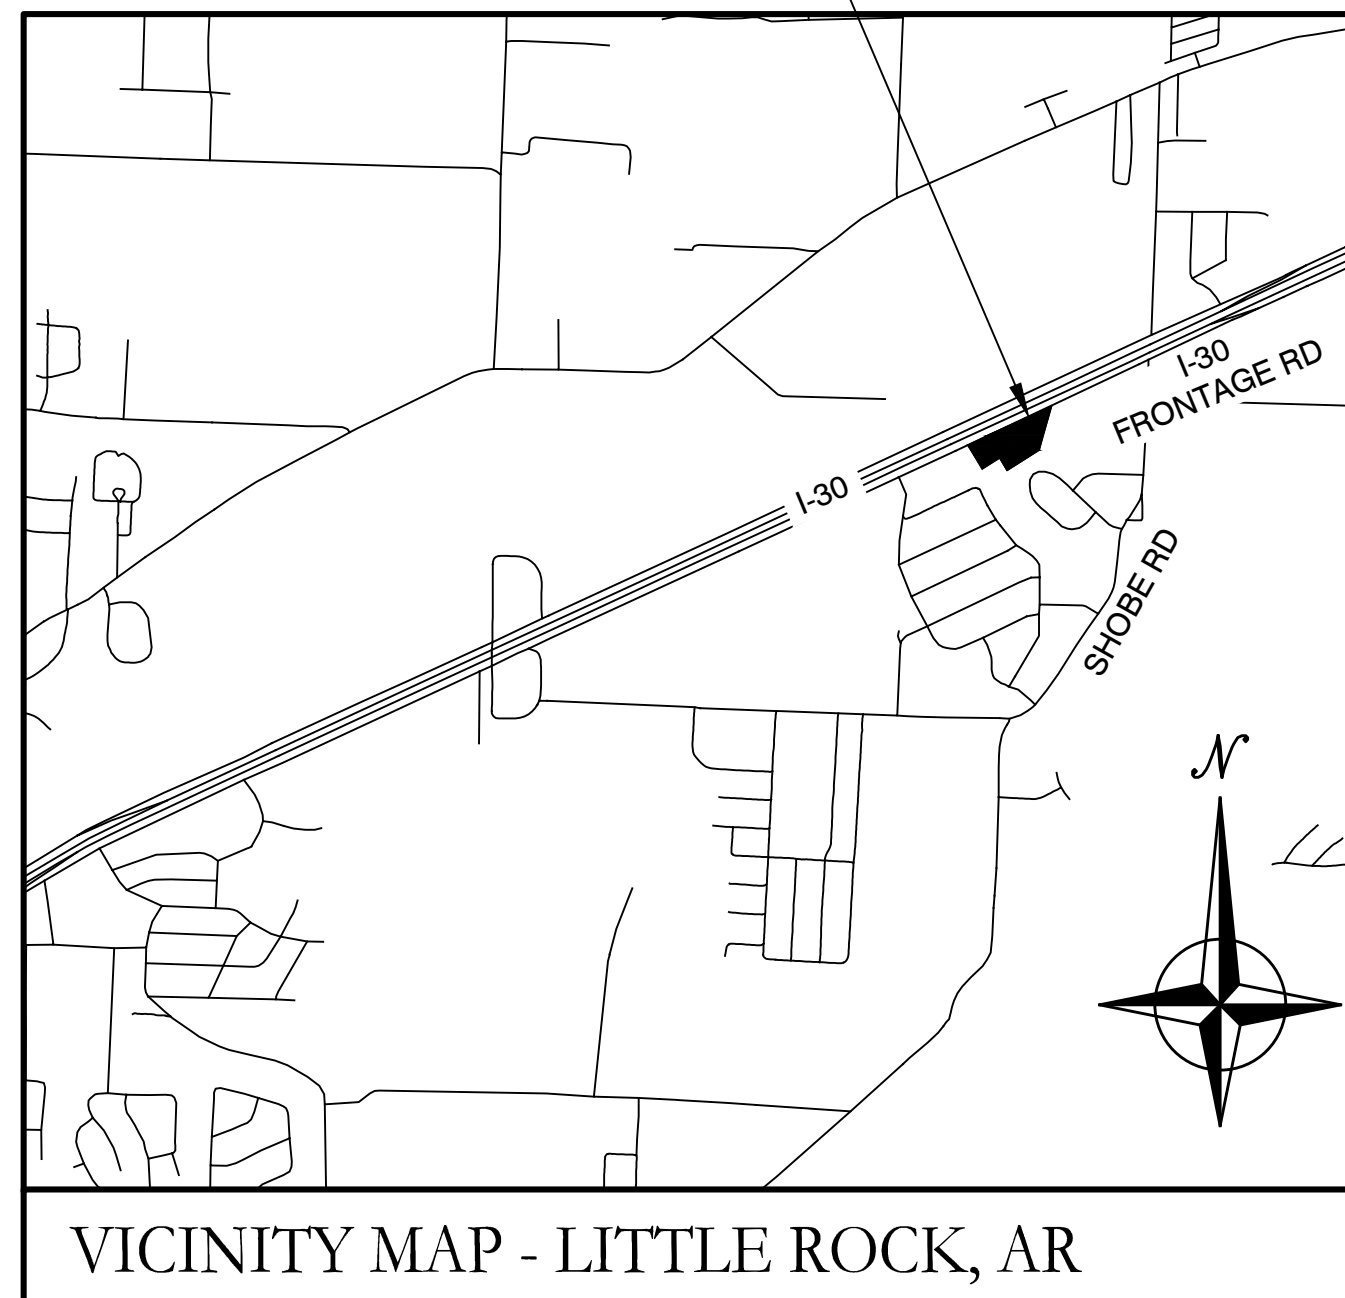 I-30
FRONTAGE RD
I-30
SHOBE RD
N
VICINITY MAP - LITTLE ROCK, AR